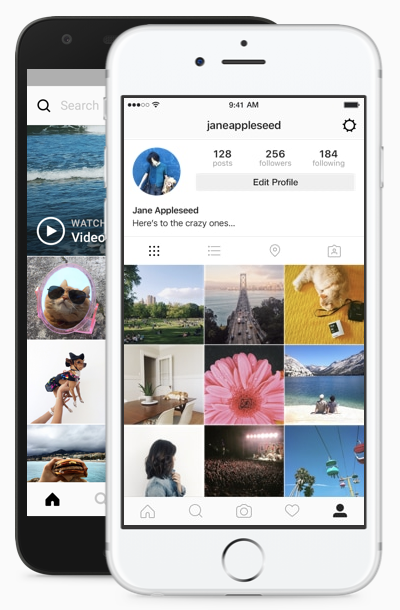 Search
WATCH
Video
9:41 AM
janeappleseed
128
256
184
posts
followers
following
Edit Profile
Jane Appleseed
Here's to the crazy ones...